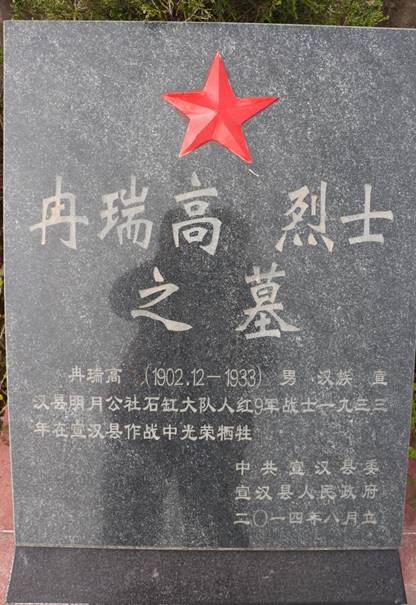 冉瑞高 烈士
之 墓
冉瑞高 (1902.12—1933) 男 汉族 宣
汉县明月公社石缸大队人红9军战士一九三三
年在宣汉县作战中光荣牺牲
中共宣汉县委
宣汉县人民政府
二〇一四年八月立